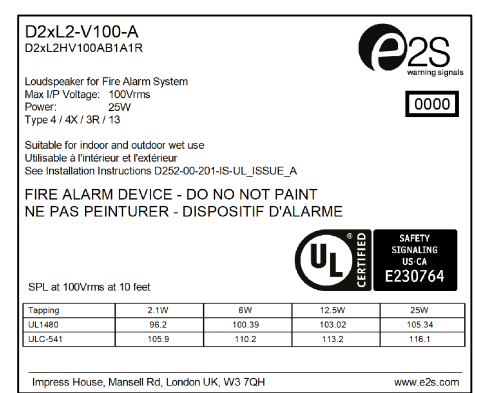 D2xL2-V100-A
D2xL2HV100AB1A1R
e2S
warning signals
Loudspeaker for Fire Alarm System
Max I/P Voltage: 100Vrms
Power: 25W
Type 4 / 4X / 3R / 13
0000
Suitable for indoor and outdoor wet use
Utilisable à l'intérieur et l'extérieur
See Installation Instructions D252-00-201-IS-UL_ISSUE_A
FIRE ALARM DEVICE - DO NO NOT PAINT
NE PAS PEINTURER - DISPOSITIF D'ALARME
UL ®
CERTIFIED
SAFETY
SIGNALING
US-CA
E230764
SPL at 100Vrms at 10 feet
Tapping 2.1W 6W 12.5W 25W
UL1480 96.2 100.39 103.02 105.34
ULC-541 105.9 110.2 113.2 116.1
Impress House, Mansell Rd, London UK, W3 7QH www.e2s.com